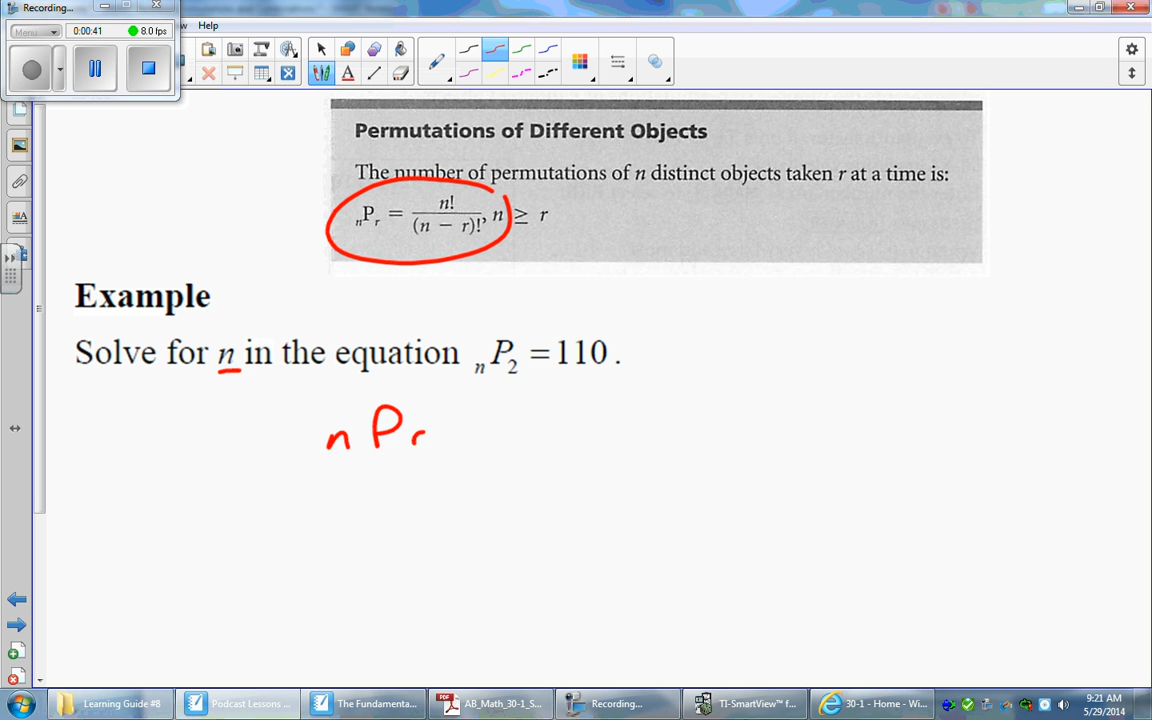 Recording...
Menu
0:00:41
8.0 fps
Help
Permutations of Different Objects
The number of permutations of n distinct objects taken r at a time is:
nPr = n!/(n − r)!, n ≥ r
Example
Solve for n in the equation nP2 = 110.
n P r
Learning Guide #8
Podcast Lessons ...
The Fundamenta...
AB_Math_30-1_S...
Recording...
TI-SmartView™ f...
30-1 - Home - Wi...
9:21 AM
5/29/2014